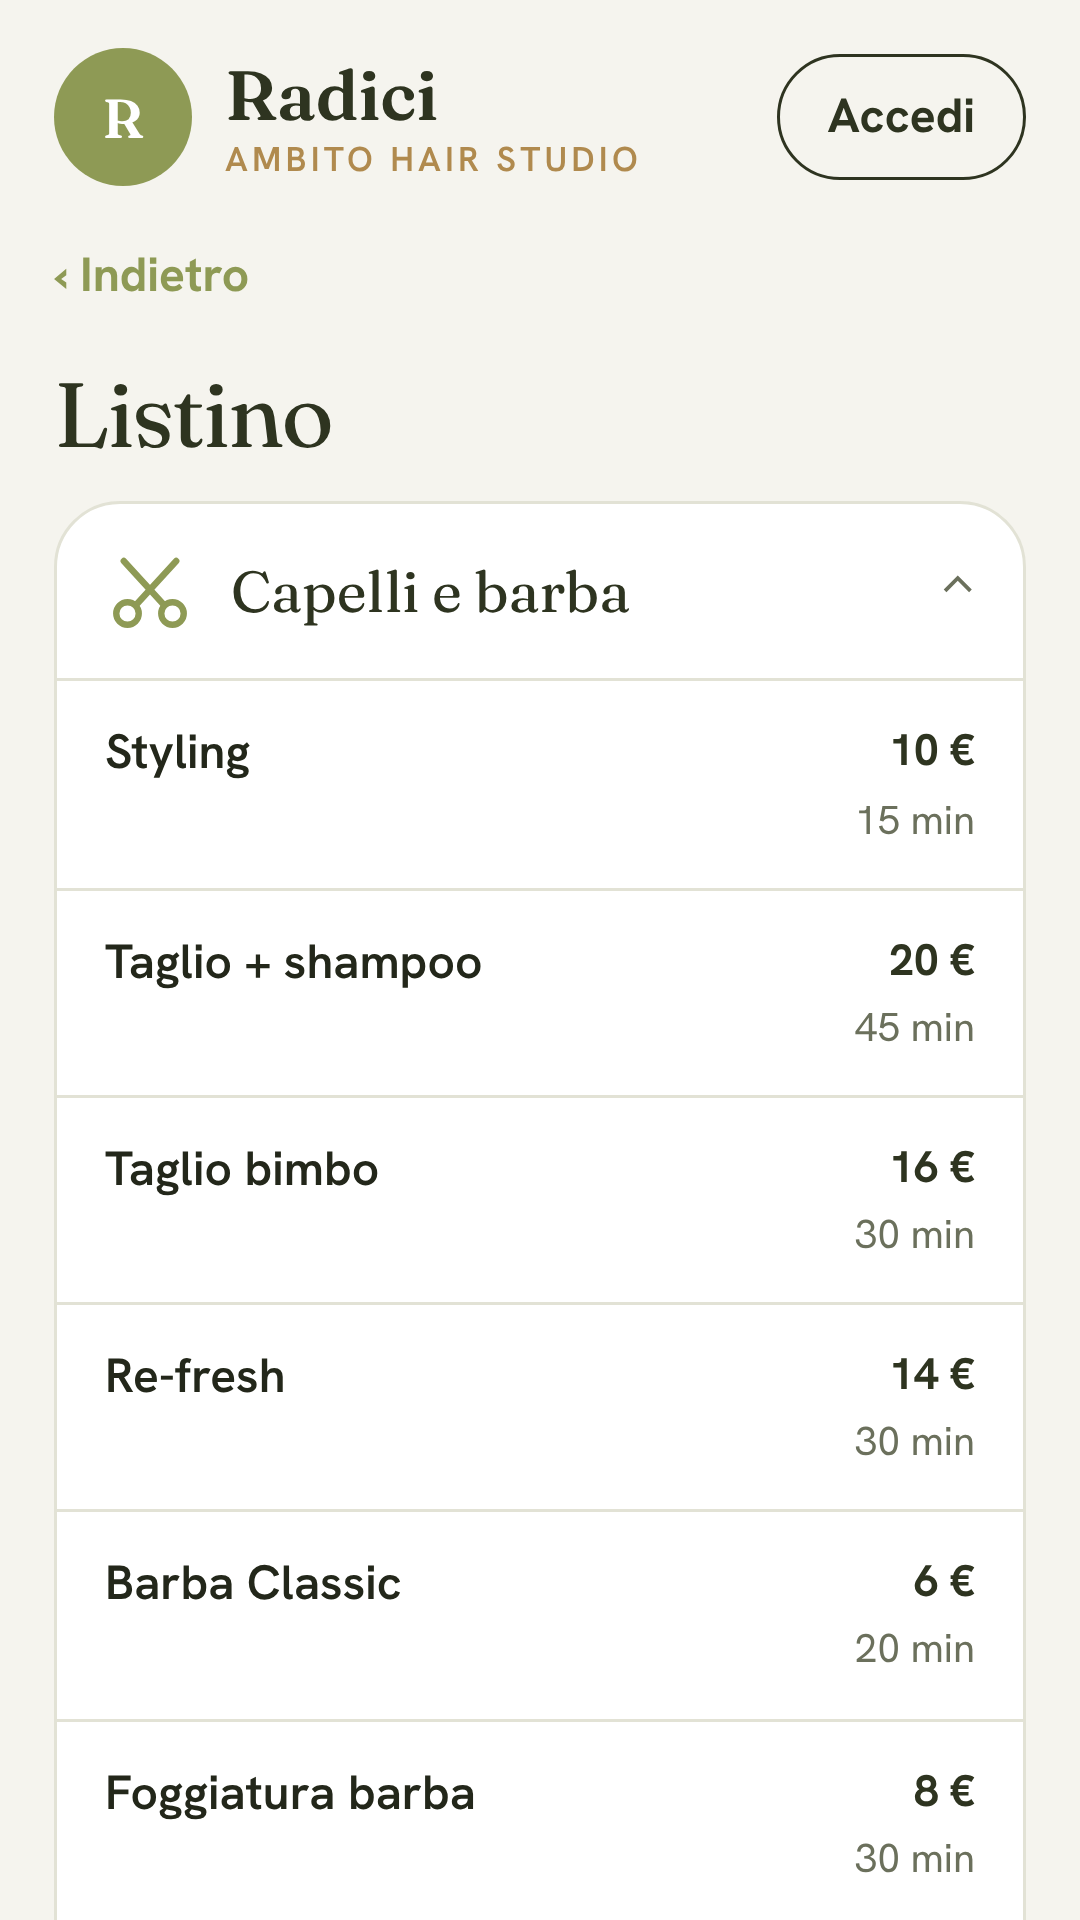 R
Radici
AMBITO HAIR STUDIO
Accedi
‹ Indietro
Listino
Capelli e barba
Styling
10 €
15 min
Taglio + shampoo
20 €
45 min
Taglio bimbo
16 €
30 min
Re-fresh
14 €
30 min
Barba Classic
6 €
20 min
Foggiatura barba
8 €
30 min